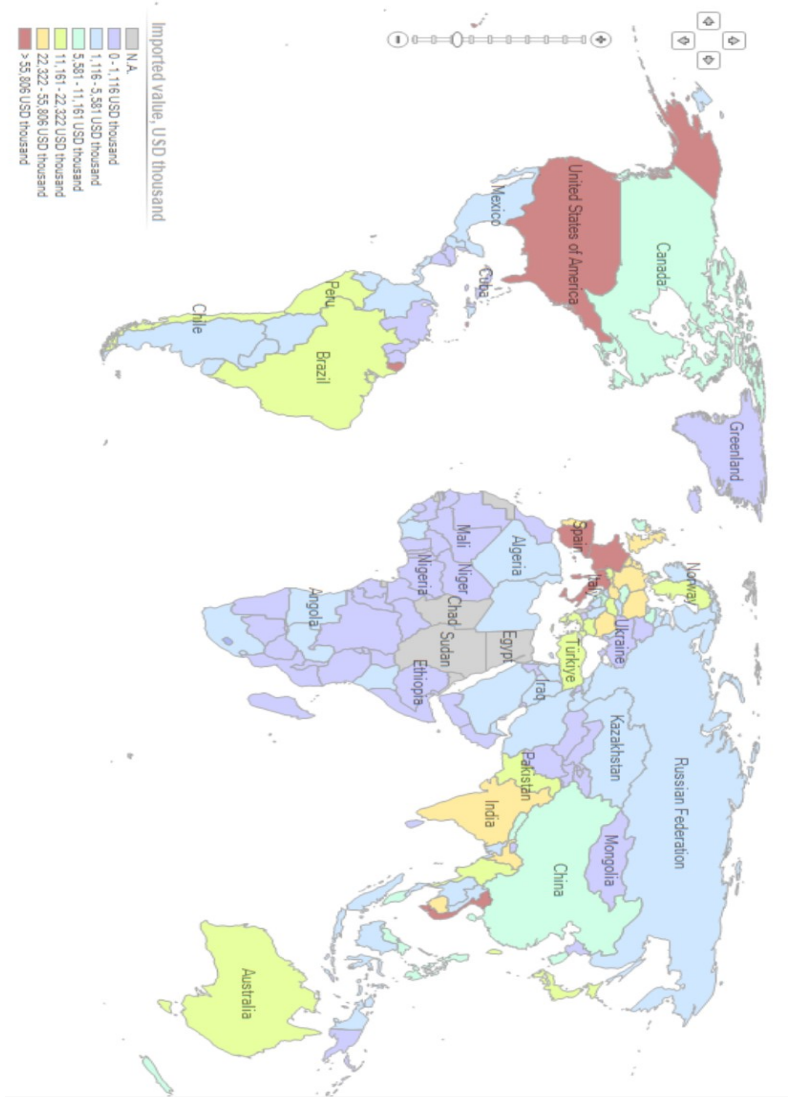 Canada
Greenland
United States of America
Mexico
Cuba
Peru
Brazil
Chile
Norway
Ukraine
Spain
Italy
Türkiye
Algeria
Egypt
Iraq
Mali
Niger
Chad
Sudan
Nigeria
Ethiopia
Angola
Russian Federation
Kazakhstan
Mongolia
China
Pakistan
India
Australia
Imported value, USD thousand
N.A.
0 - 1,116 USD thousand
1,116 - 5,581 USD thousand
5,581 - 11,161 USD thousand
11,161 - 22,322 USD thousand
22,322 - 55,806 USD thousand
> 55,806 USD thousand